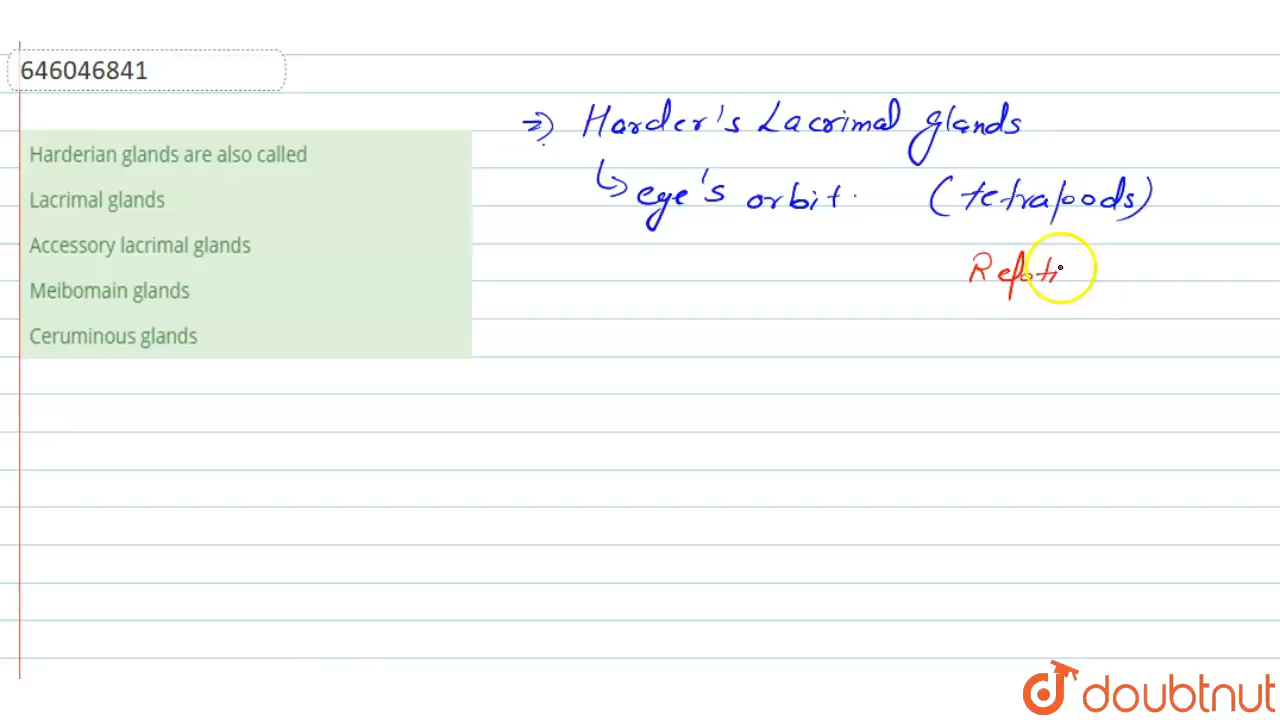 646046841
Harderian glands are also called
Lacrimal glands
Accessory lacrimal glands
Meibomain glands
Ceruminous glands
=> Harder's Lacrimal glands
↳ eye's orbit. (tetrapods)
doubtnut